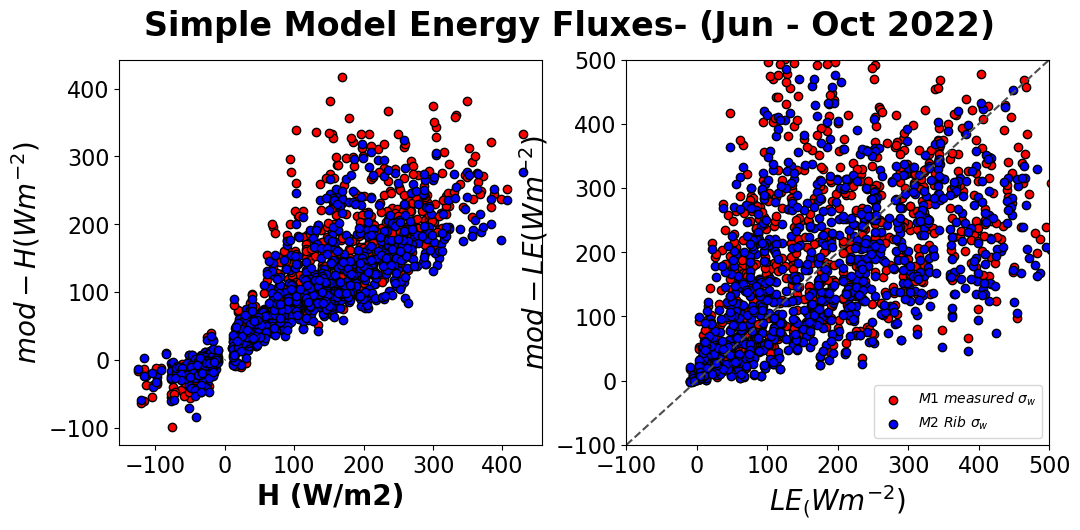 Simple Model Energy Fluxes- (Jun - Oct 2022)
mod − H(Wm⁻²)
400
300
200
100
0
−100
−100 0 100 200 300 400
H (W/m2)
mod − LE(Wm⁻²)
500
400
300
200
100
0
−100
−100 0 100 200 300 400 500
LE₍Wm⁻²)
M1 measured σ_w
M2 Rib σ_w